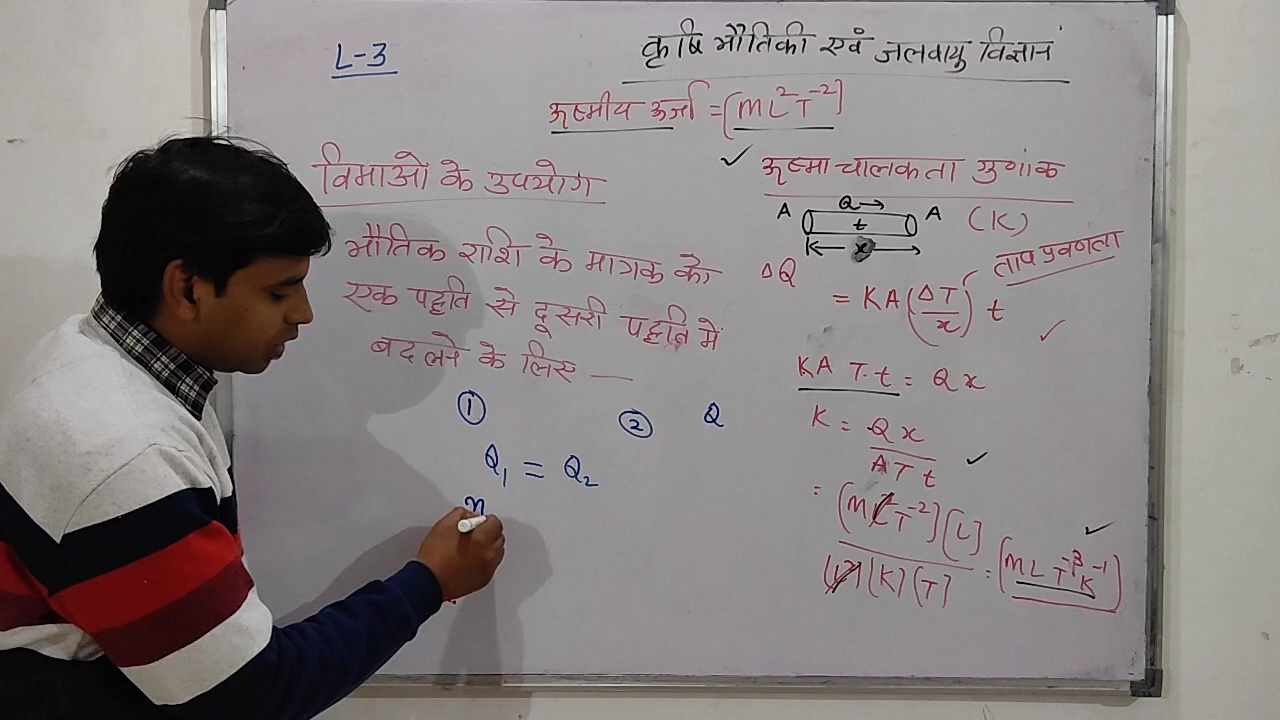 L-3
कृषि भौतिकी एवं जलवायु विज्ञान
ऊष्मीय ऊर्जा = [ML²T⁻²]
विमाओं के उपयोग
भौतिक राशि के मात्रक को
एक पद्धति से दूसरी पद्धति में
बदलने के लिए —
① ② Q
Q₁ = Q₂
n
✓ ऊष्मा चालकता गुणांक
A Q→ A (K)
t
x
ताप प्रवणता
ΔQ = KA(ΔT/x) t ✓
KA T.t = Qx
K = Qx/ATt ✓
= [ML²T⁻²][L]/[L²][K][T] = [MLT⁻³K⁻¹] ✓